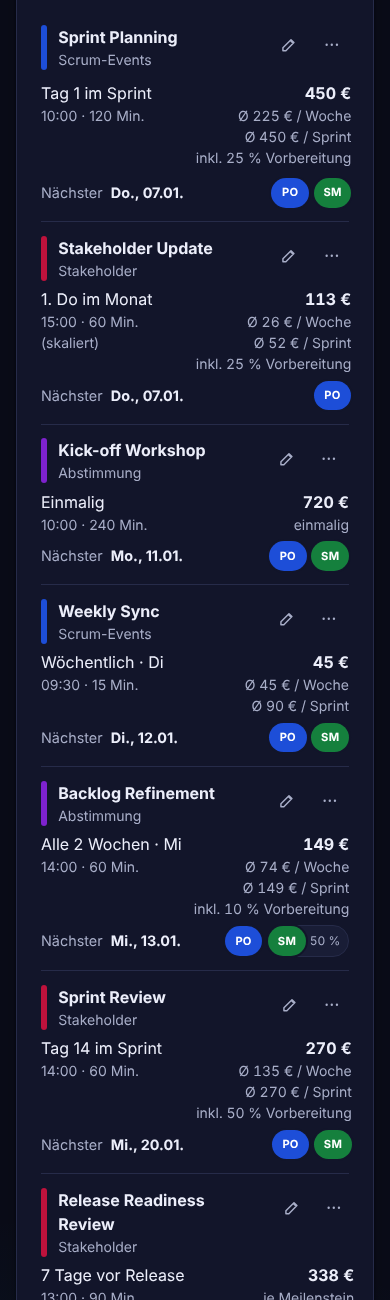 Sprint Planning
Scrum-Events
Tag 1 im Sprint 450 €
10:00 · 120 Min. Ø 225 € / Woche
Ø 450 € / Sprint
inkl. 25 % Vorbereitung
Nächster Do., 07.01. PO SM
Stakeholder Update
Stakeholder
1. Do im Monat 113 €
15:00 · 60 Min. Ø 26 € / Woche
(skaliert) Ø 52 € / Sprint
inkl. 25 % Vorbereitung
Nächster Do., 07.01. PO
Kick-off Workshop
Abstimmung
Einmalig 720 €
10:00 · 240 Min. einmalig
Nächster Mo., 11.01. PO SM
Weekly Sync
Scrum-Events
Wöchentlich · Di 45 €
09:30 · 15 Min. Ø 45 € / Woche
Ø 90 € / Sprint
Nächster Di., 12.01. PO SM
Backlog Refinement
Abstimmung
Alle 2 Wochen · Mi 149 €
14:00 · 60 Min. Ø 74 € / Woche
Ø 149 € / Sprint
inkl. 10 % Vorbereitung
Nächster Mi., 13.01. PO SM 50 %
Sprint Review
Stakeholder
Tag 14 im Sprint 270 €
14:00 · 60 Min. Ø 135 € / Woche
Ø 270 € / Sprint
inkl. 50 % Vorbereitung
Nächster Mi., 20.01. PO SM
Release Readiness
Review
Stakeholder
7 Tage vor Release 338 €
13:00 · 90 Min. je Meilenstein